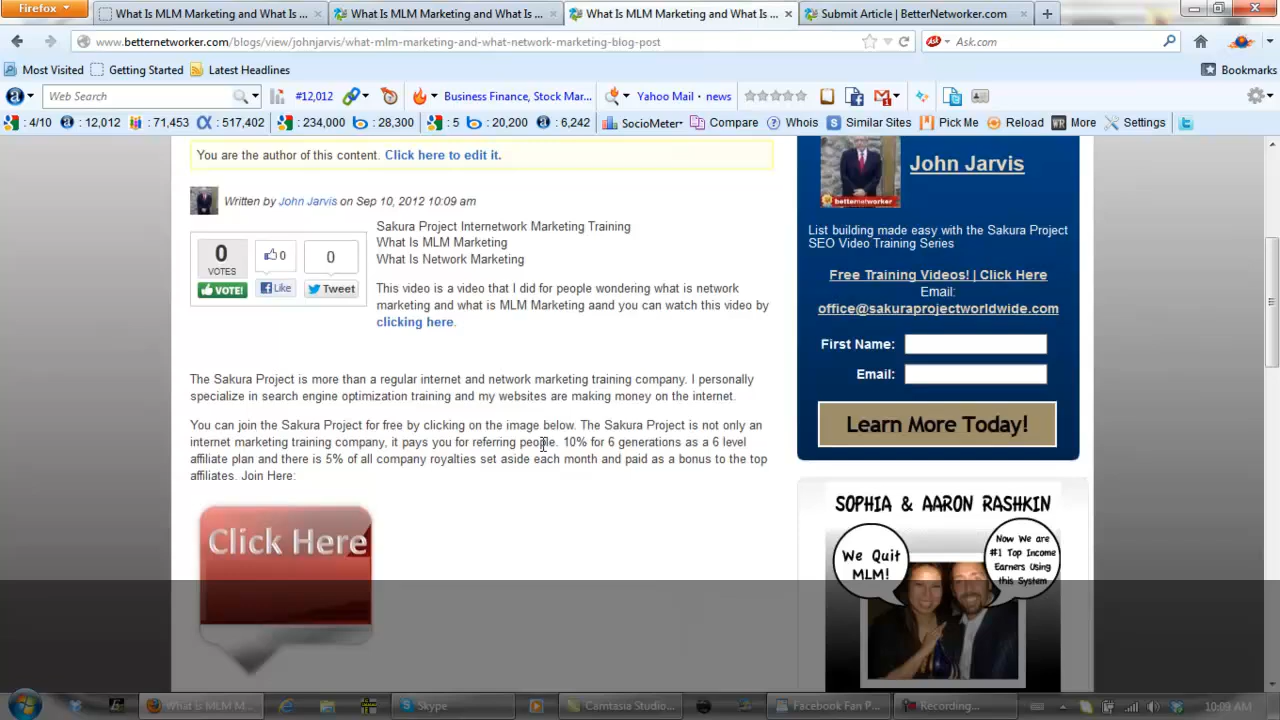 Firefox
What Is MLM Marketing and What Is ...
What Is MLM Marketing and What Is ...
What Is MLM Marketing and What Is ...
Submit Article | BetterNetworker.com
www.betternetworker.com/blogs/view/johnjarvis/what-mlm-marketing-and-what-network-marketing-blog-post
Ask.com
Most Visited
Getting Started
Latest Headlines
Bookmarks
Web Search
#12,012
Business Finance, Stock Mar...
Yahoo Mail - news
: 4/10
: 12,012
: 71,453
: 517,402
: 234,000
: 28,300
: 5
: 20,200
: 6,242
SocioMeter
Compare
Whois
Similar Sites
Pick Me
Reload
More
Settings
You are the author of this content. Click here to edit it.
Written by John Jarvis on Sep 10, 2012 10:09 am
0
VOTES
VOTE!
0
Like
0
Tweet
Sakura Project Internetwork Marketing Training
What Is MLM Marketing
What Is Network Marketing
This video is a video that I did for people wondering what is network
marketing and what is MLM Marketing aand you can watch this video by
clicking here.
The Sakura Project is more than a regular internet and network marketing training company. I personally
specialize in search engine optimization training and my websites are making money on the internet.
You can join the Sakura Project for free by clicking on the image below. The Sakura Project is not only an
internet marketing training company, it pays you for referring people. 10% for 6 generations as a 6 level
affiliate plan and there is 5% of all company royalties set aside each month and paid as a bonus to the top
affiliates. Join Here:
Click Here
betternetworker
John Jarvis
List building made easy with the Sakura Project
SEO Video Training Series
Free Training Videos! | Click Here
Email:
office@sakuraprojectworldwide.com
First Name:
Email:
Learn More Today!
SOPHIA & AARON RASHKIN
We Quit
MLM!
Now We are
#1 Top Income
Earners Using
this System
What Is MLM M...
Skype
Camtasia Studio...
Facebook Fan P...
Recording...
10:09 AM